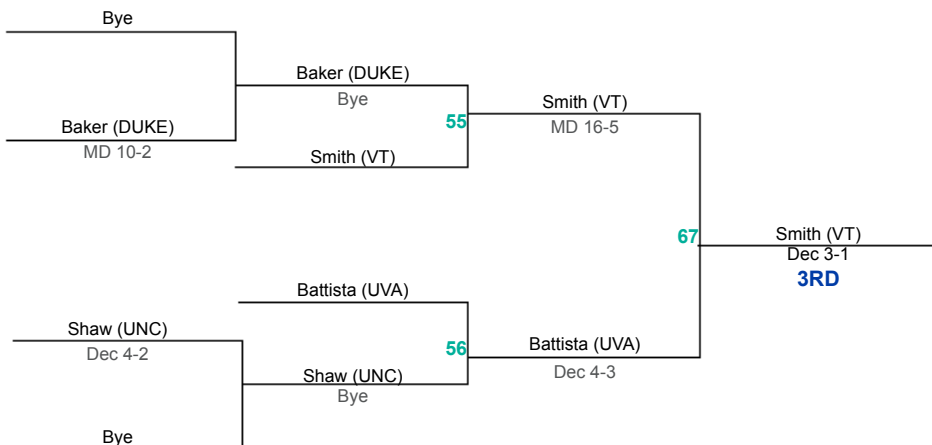 Bye
Baker (DUKE)
Bye
Smith (VT)
55
MD 16-5
Baker (DUKE)
MD 10-2
Smith (VT)
67
Smith (VT)
Dec 3-1
3RD
Battista (UVA)
Shaw (UNC)
Dec 4-2
56
Battista (UVA)
Dec 4-3
Shaw (UNC)
Bye
Bye